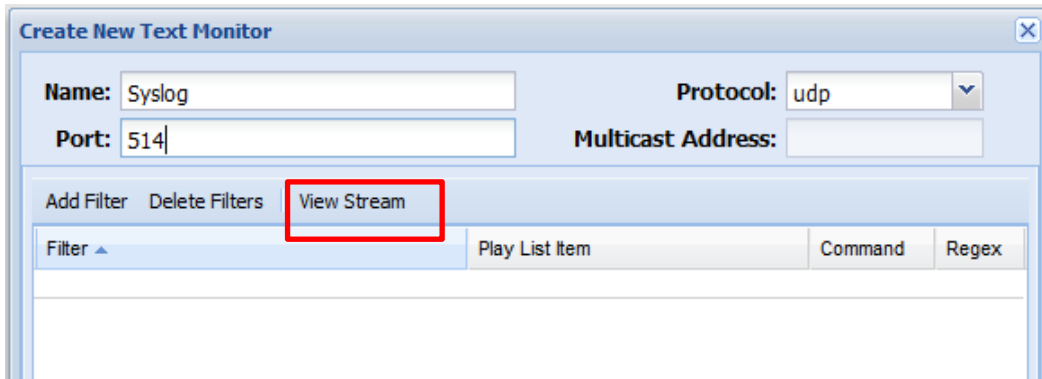 Create New Text Monitor
Name: Syslog Protocol: udp
Port: 514 Multicast Address:
Add Filter Delete Filters View Stream
Filter Play List Item Command Regex